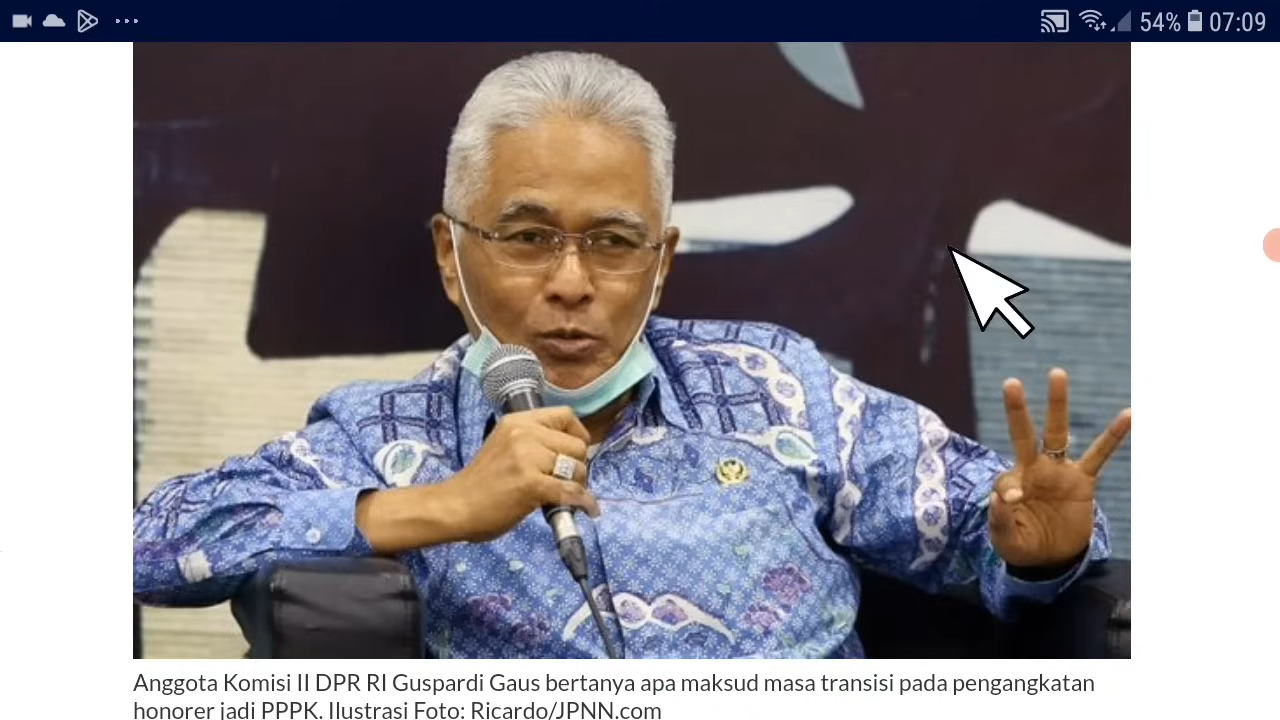 54% 07:09
Anggota Komisi II DPR RI Guspardi Gaus bertanya apa maksud masa transisi pada pengangkatan
honorer jadi PPPK. Ilustrasi Foto: Ricardo/JPNN.com